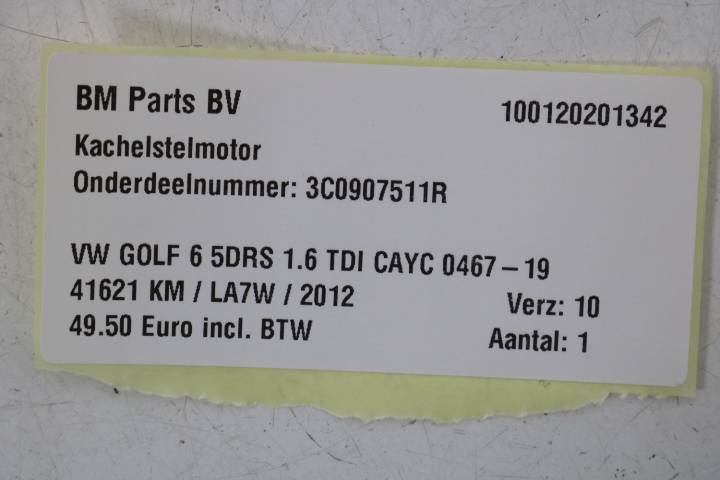 BM Parts BV 100120201342
Kachelstelmotor
Onderdeelnummer: 3C0907511R
VW GOLF 6 5DRS 1.6 TDI CAYC 0467 – 19
41621 KM / LA7W / 2012 Verz: 10
49.50 Euro incl. BTW Aantal: 1